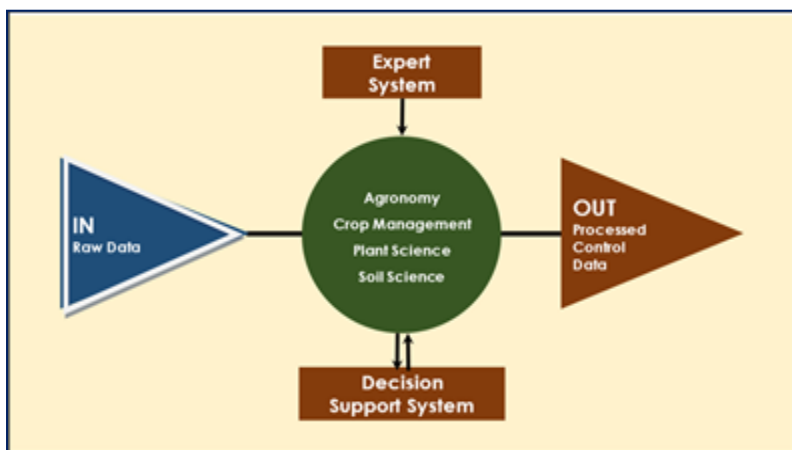 Expert
System
IN
Raw Data
Agronomy
Crop Management
Plant Science
Soil Science
OUT
Processed
Control
Data
Decision
Support System